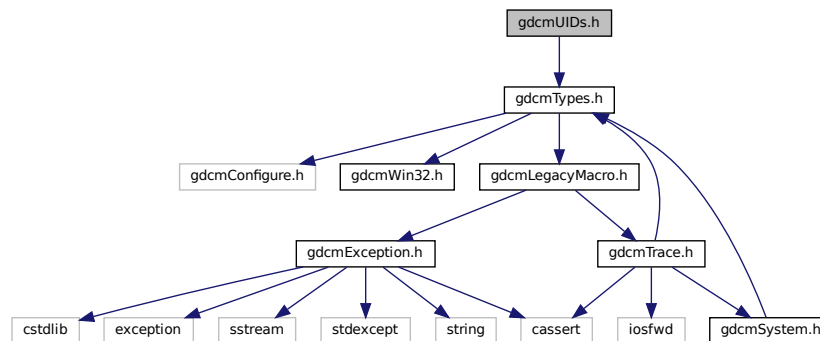 gdcmUIDs.h
gdcmTypes.h
gdcmConfigure.h
gdcmWin32.h
gdcmLegacyMacro.h
gdcmException.h
gdcmTrace.h
cstdlib
exception
sstream
stdexcept
string
cassert
iosfwd
gdcmSystem.h